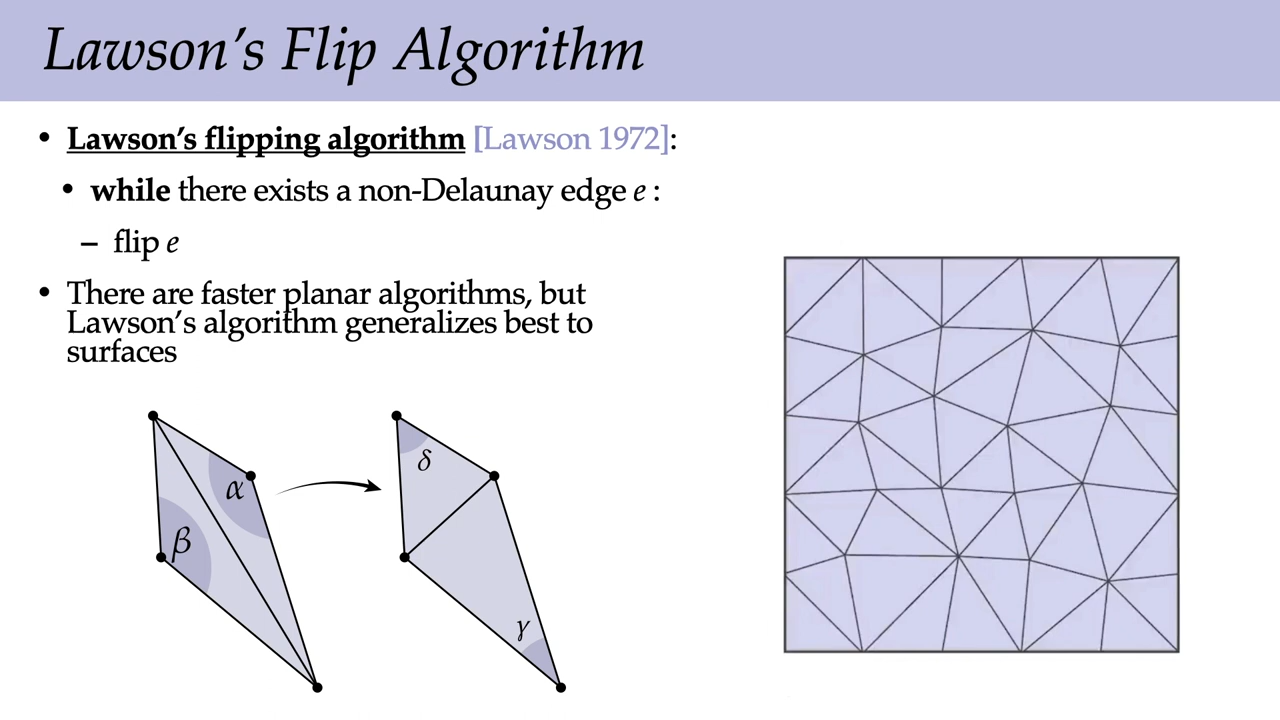 Lawson's Flip Algorithm
• Lawson's flipping algorithm [Lawson 1972]:
• while there exists a non-Delaunay edge e :
– flip e
• There are faster planar algorithms, but
Lawson's algorithm generalizes best to
surfaces
α
β
δ
γ